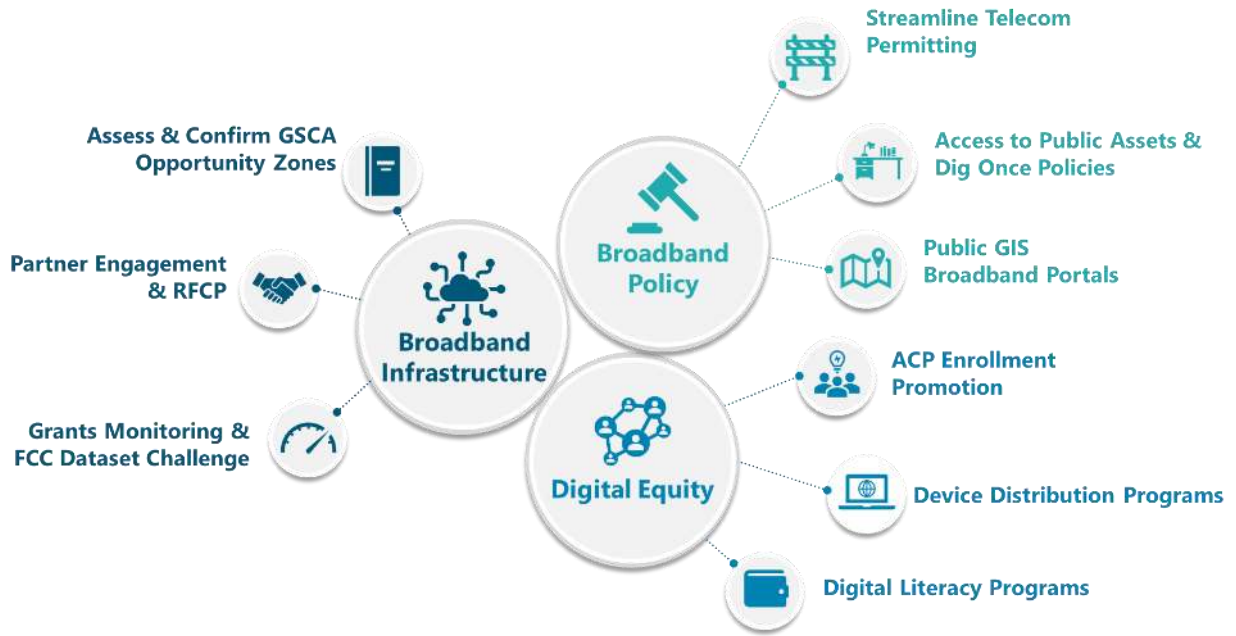 Streamline Telecom
Permitting
Assess & Confirm GSCA
Opportunity Zones
Access to Public Assets &
Dig Once Policies
Broadband
Policy
Partner Engagement
& RFCP
Public GIS
Broadband Portals
Broadband
Infrastructure
ACP Enrollment
Promotion
Grants Monitoring &
FCC Dataset Challenge
Digital Equity
Device Distribution Programs
Digital Literacy Programs